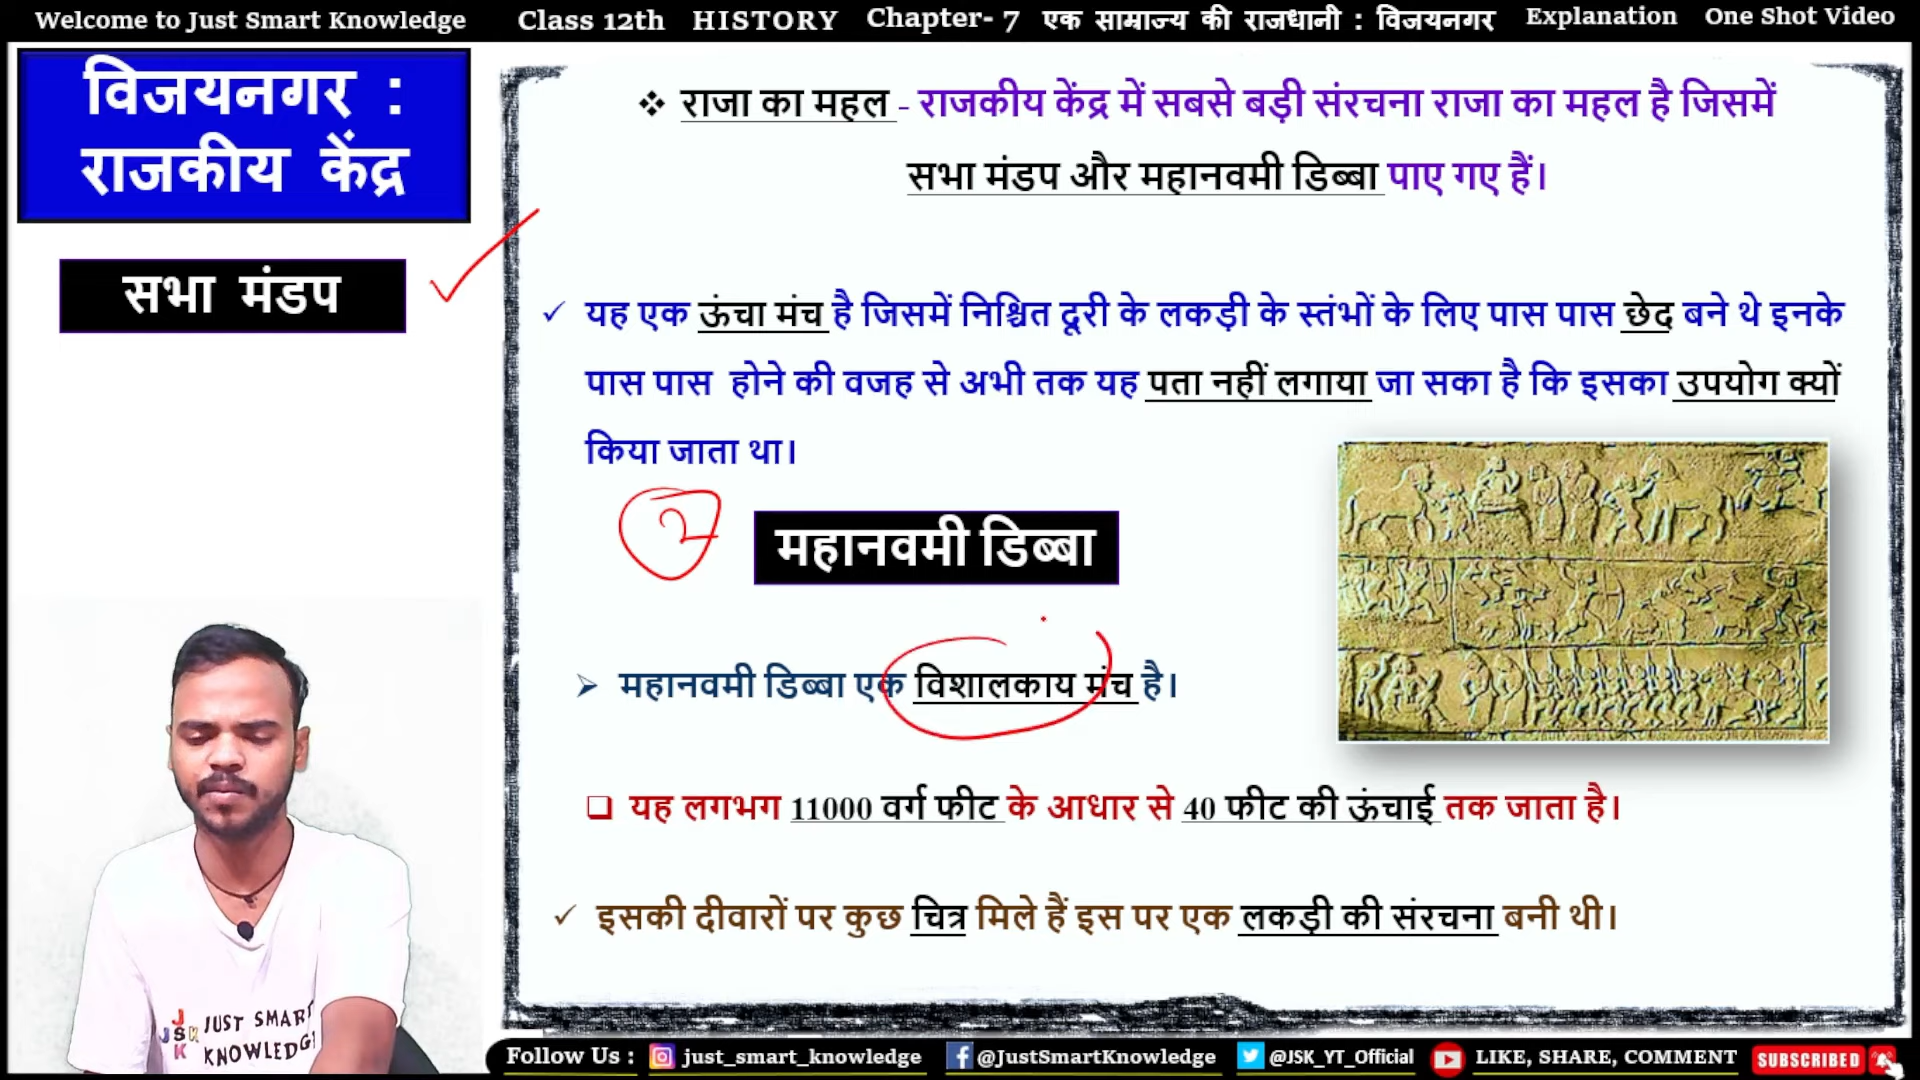 Welcome to Just Smart Knowledge Class 12th HISTORY Chapter- 7 एक साम्राज्य की राजधानी : विजयनगर Explanation One Shot Video
विजयनगर :
राजकीय केंद्र
सभा मंडप
❖ राजा का महल - राजकीय केंद्र में सबसे बड़ी संरचना राजा का महल है जिसमें
सभा मंडप और महानवमी डिब्बा पाए गए हैं।
✓ यह एक ऊंचा मंच है जिसमें निश्चित दूरी के लकड़ी के स्तंभों के लिए पास पास छेद बने थे इनके
पास पास होने की वजह से अभी तक यह पता नहीं लगाया जा सका है कि इसका उपयोग क्यों
किया जाता था।
2
महानवमी डिब्बा
➢ महानवमी डिब्बा एक विशालकाय मंच है।
❑ यह लगभग 11000 वर्ग फीट के आधार से 40 फीट की ऊंचाई तक जाता है।
✓ इसकी दीवारों पर कुछ चित्र मिले हैं इस पर एक लकड़ी की संरचना बनी थी।
JSK JUST SMART
KNOWLEDGE
Follow Us : just_smart_knowledge @JustSmartKnowledge @JSK_YT_Official LIKE, SHARE, COMMENT SUBSCRIBED